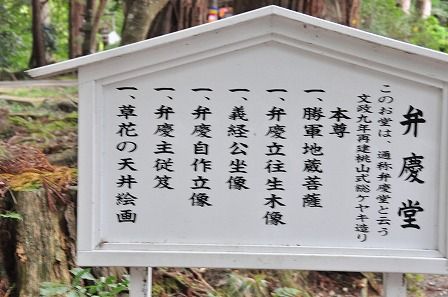 弁慶堂
このお堂は、通称弁慶堂と云う
文政九年再建桃山式総ケヤキ造り
本尊
一、勝軍地蔵菩薩
一、弁慶立往生木像
一、義経公坐像
一、弁慶自作立像
一、弁慶主従笈
一、草花の天井絵画